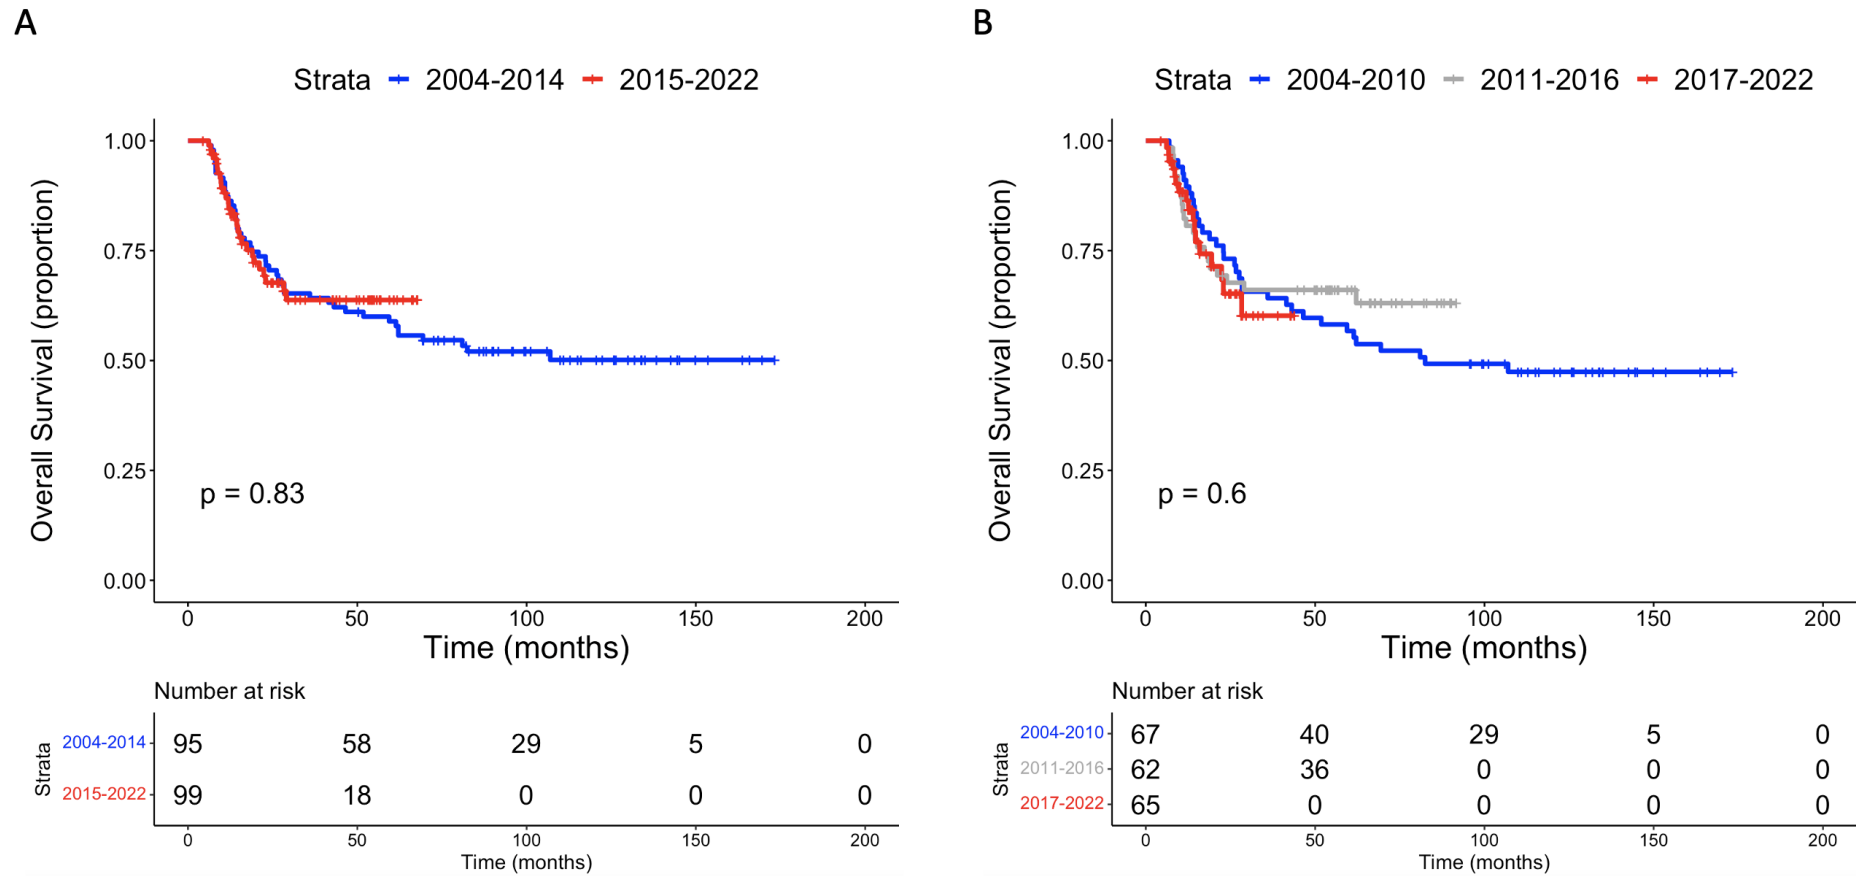 A
Strata 2004-2014 2015-2022
Overall Survival (proportion)
1.00
0.75
0.50
0.25
0.00
p = 0.83
0 50 100 150 200
Time (months)
Number at risk
Strata
2004-2014 95 58 29 5 0
2015-2022 99 18 0 0 0
0 50 100 150 200
Time (months)
B
Strata 2004-2010 2011-2016 2017-2022
Overall Survival (proportion)
1.00
0.75
0.50
0.25
0.00
p = 0.6
0 50 100 150 200
Time (months)
Number at risk
Strata
2004-2010 67 40 29 5 0
2011-2016 62 36 0 0 0
2017-2022 65 0 0 0 0
0 50 100 150 200
Time (months)